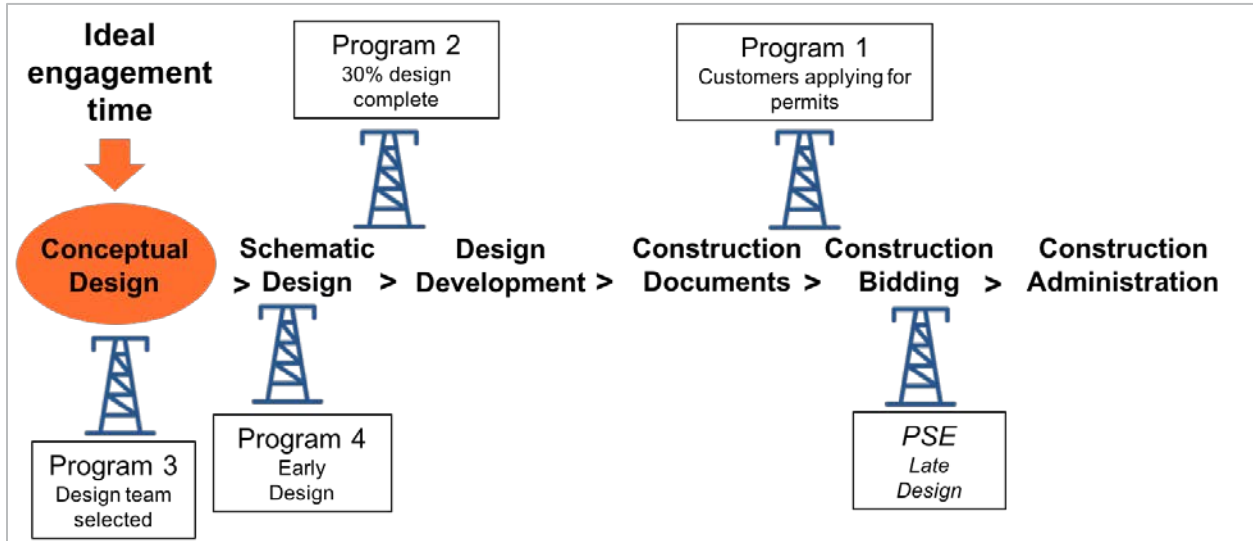 Ideal
engagement
time
Program 2
30% design
complete
Program 1
Customers applying for
permits
Conceptual
Design
>
Schematic
Design
>
Design
Development
>
Construction
Documents
>
Construction
Bidding
>
Construction
Administration
Program 3
Design team
selected
Program 4
Early
Design
PSE
Late
Design